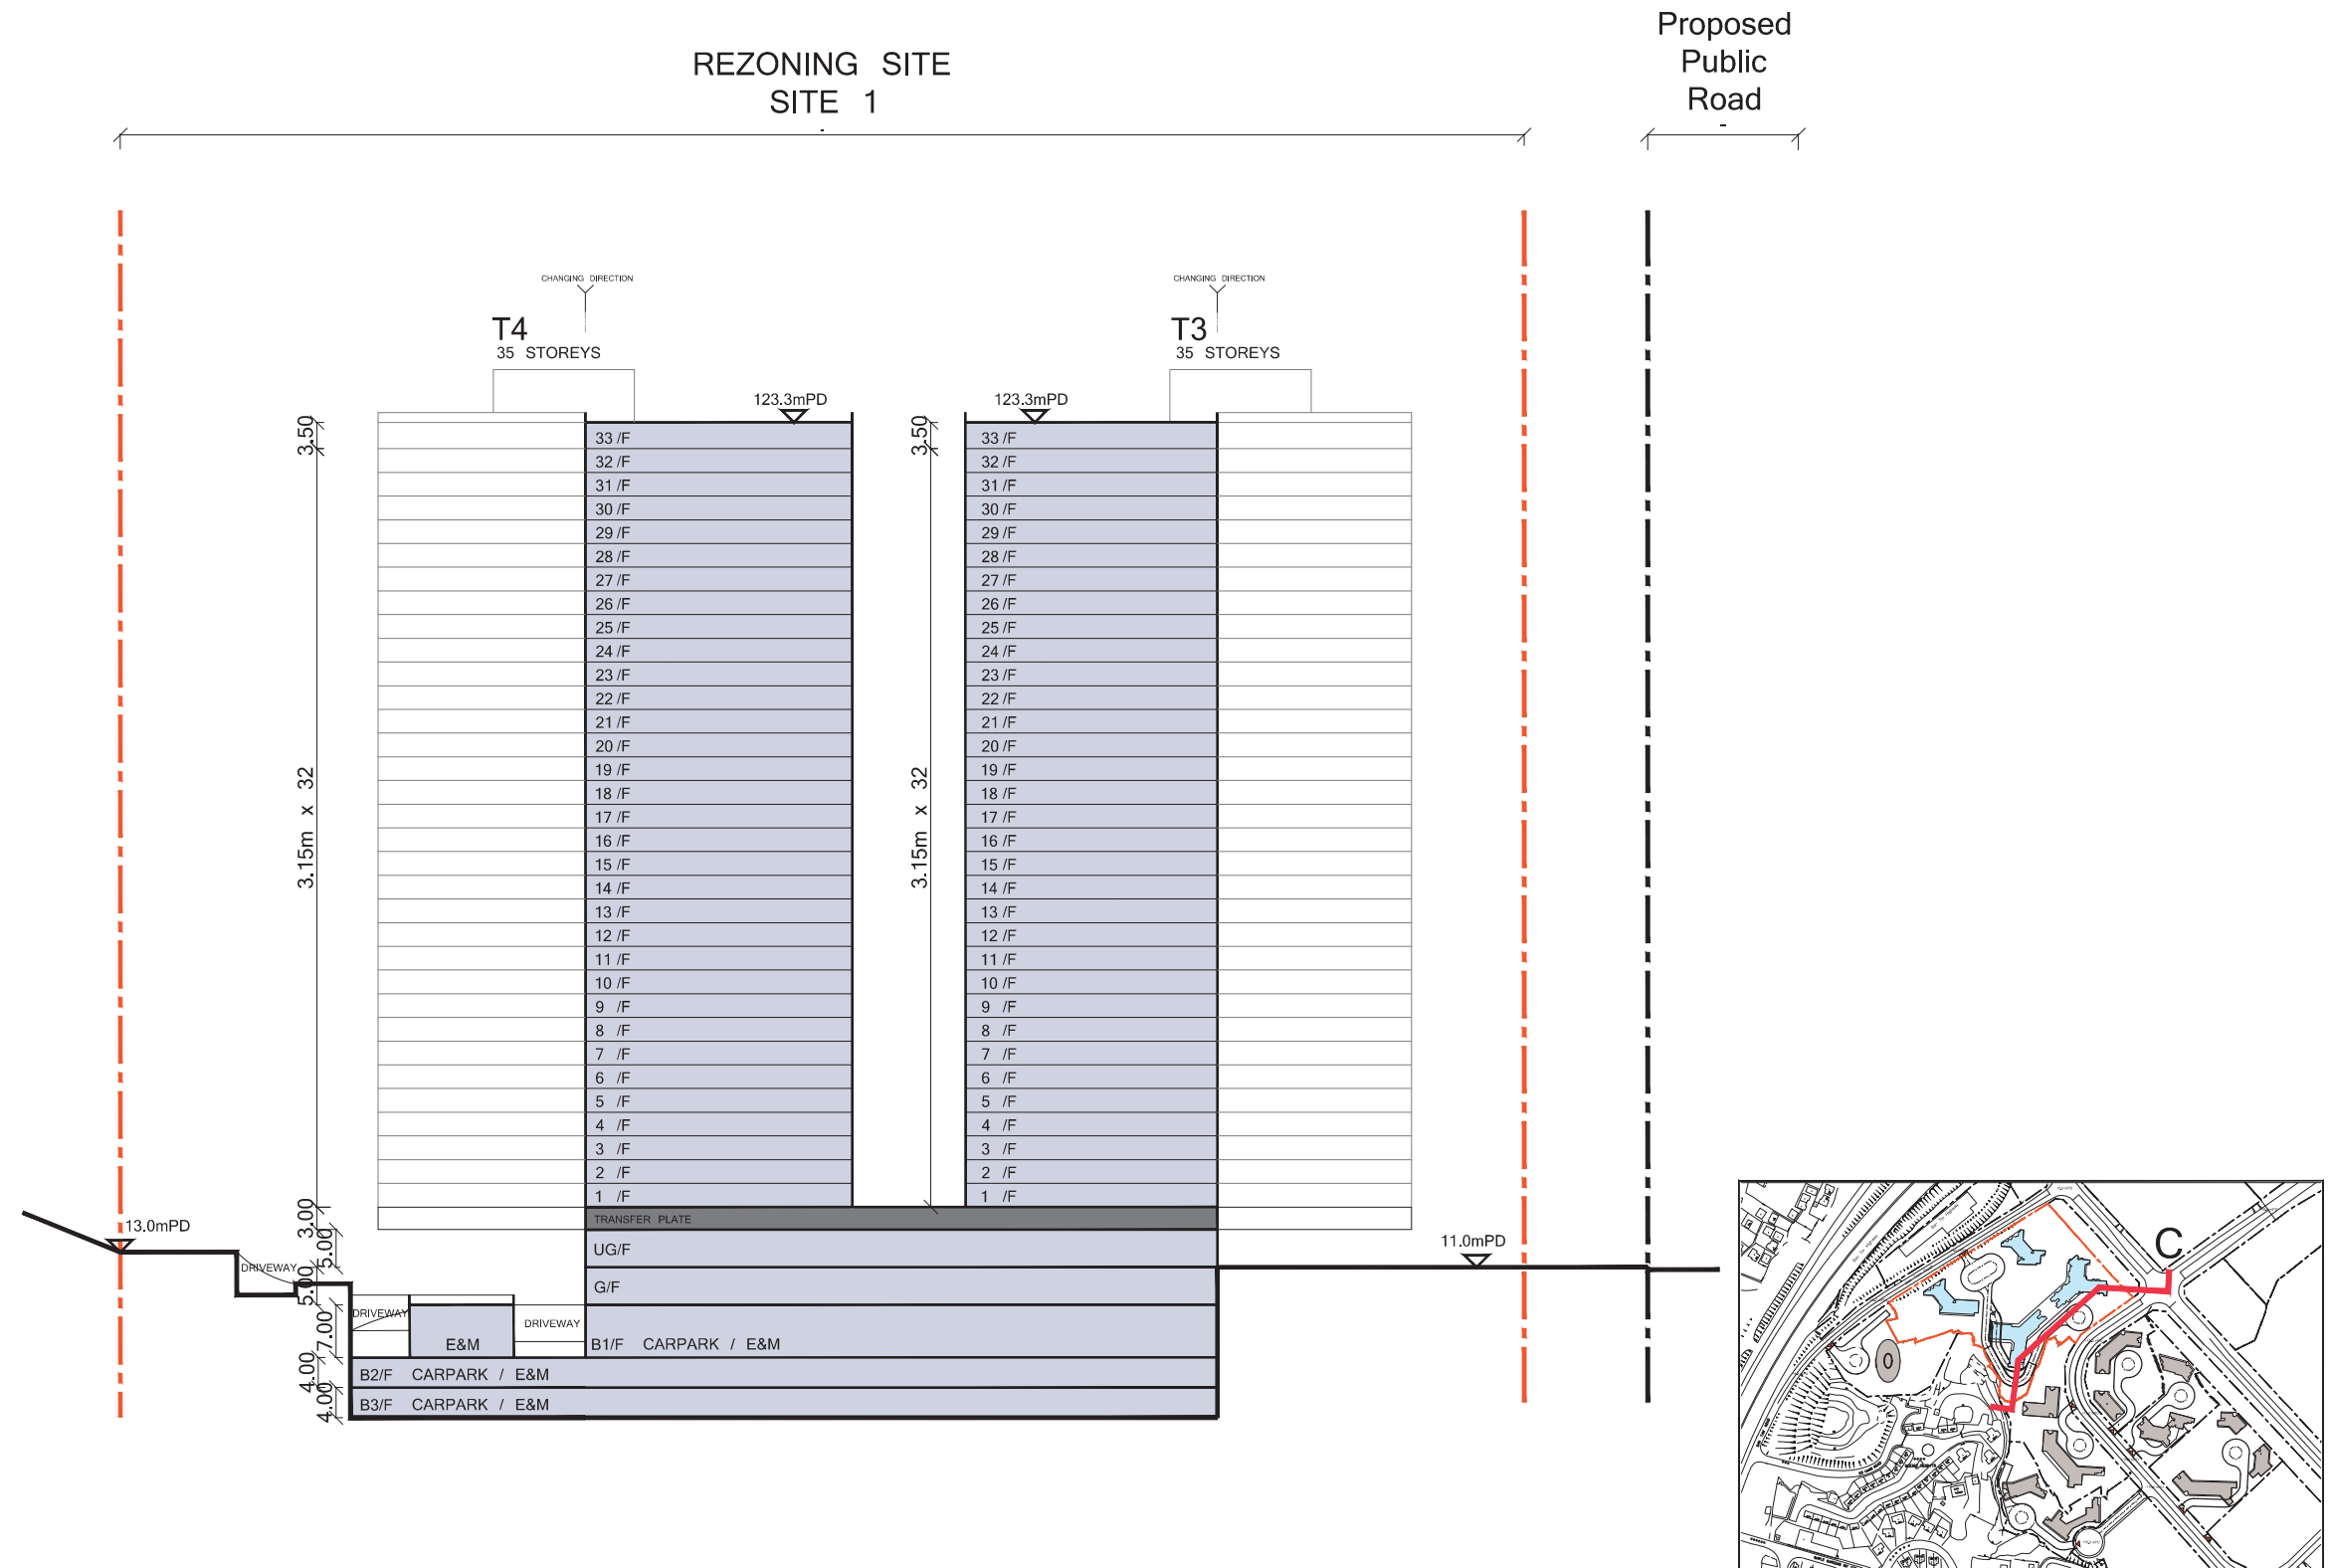 REZONING SITE
SITE 1
Proposed
Public
Road
CHANGING DIRECTION
T4
35 STOREYS
CHANGING DIRECTION
T3
35 STOREYS
123.3mPD
123.3mPD
3.50
3.15m x 32
3.00
5.00
5.00
7.00
4.00
4.00
33 /F
32 /F
31 /F
30 /F
29 /F
28 /F
27 /F
26 /F
25 /F
24 /F
23 /F
22 /F
21 /F
20 /F
19 /F
18 /F
17 /F
16 /F
15 /F
14 /F
13 /F
12 /F
11 /F
10 /F
9 /F
8 /F
7 /F
6 /F
5 /F
4 /F
3 /F
2 /F
1 /F
3.50
3.15m x 32
33 /F
32 /F
31 /F
30 /F
29 /F
28 /F
27 /F
26 /F
25 /F
24 /F
23 /F
22 /F
21 /F
20 /F
19 /F
18 /F
17 /F
16 /F
15 /F
14 /F
13 /F
12 /F
11 /F
10 /F
9 /F
8 /F
7 /F
6 /F
5 /F
4 /F
3 /F
2 /F
1 /F
TRANSFER PLATE
UG/F
G/F
13.0mPD
11.0mPD
DRIVEWAY
DRIVEWAY
E&M
DRIVEWAY
B1/F CARPARK / E&M
B2/F CARPARK / E&M
B3/F CARPARK / E&M
C